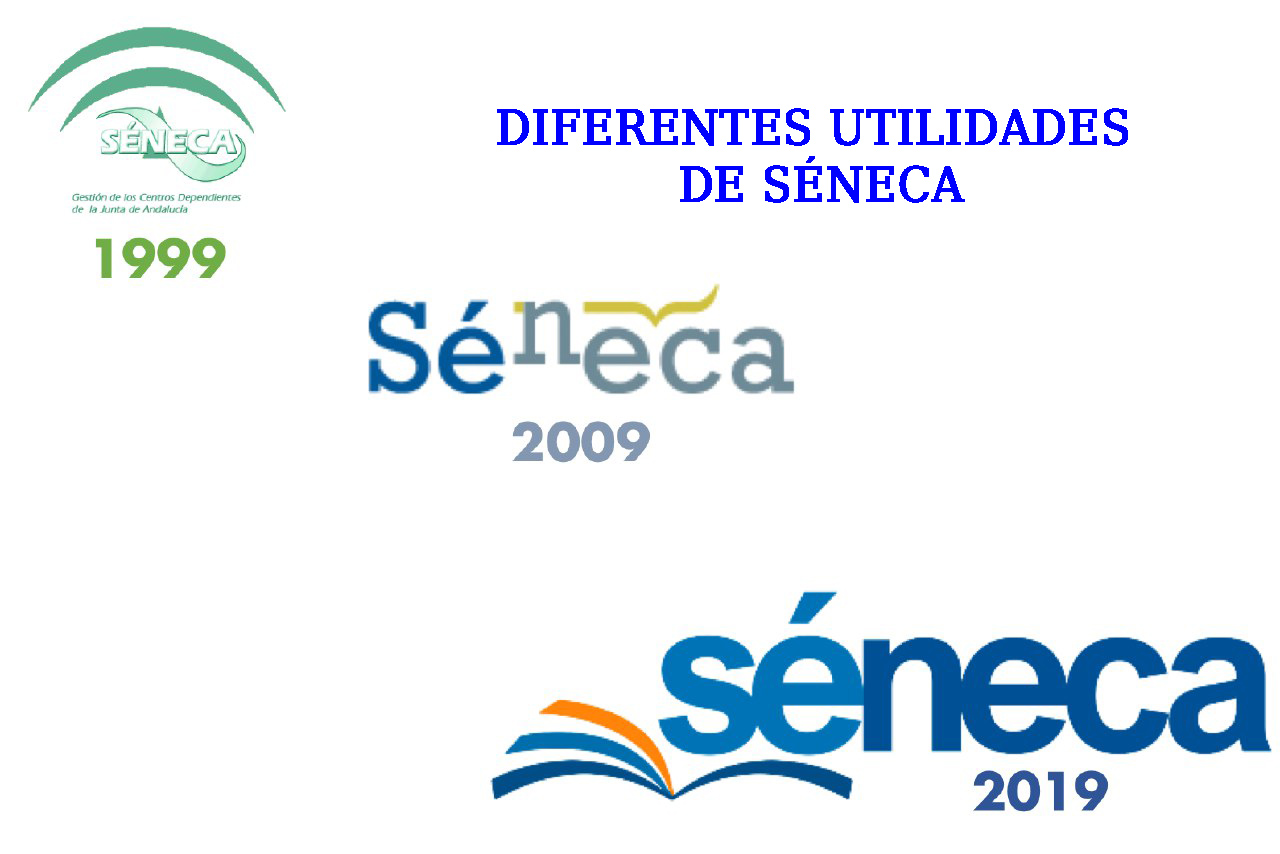 SÉNECA
Gestión de los Centros Dependientes
de la Junta de Andalucía
1999
DIFERENTES UTILIDADES
DE SÉNECA
Séneca
2009
séneca
2019